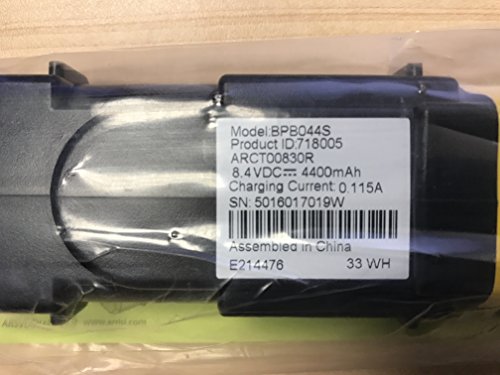 Model:BPB044S
Product ID:718005
ARCT00830R
8.4VDC⎓ 4400mAh
Charging Current: 0.115A
SN: 5016017019W
Assembled in China
E214476 33 WH